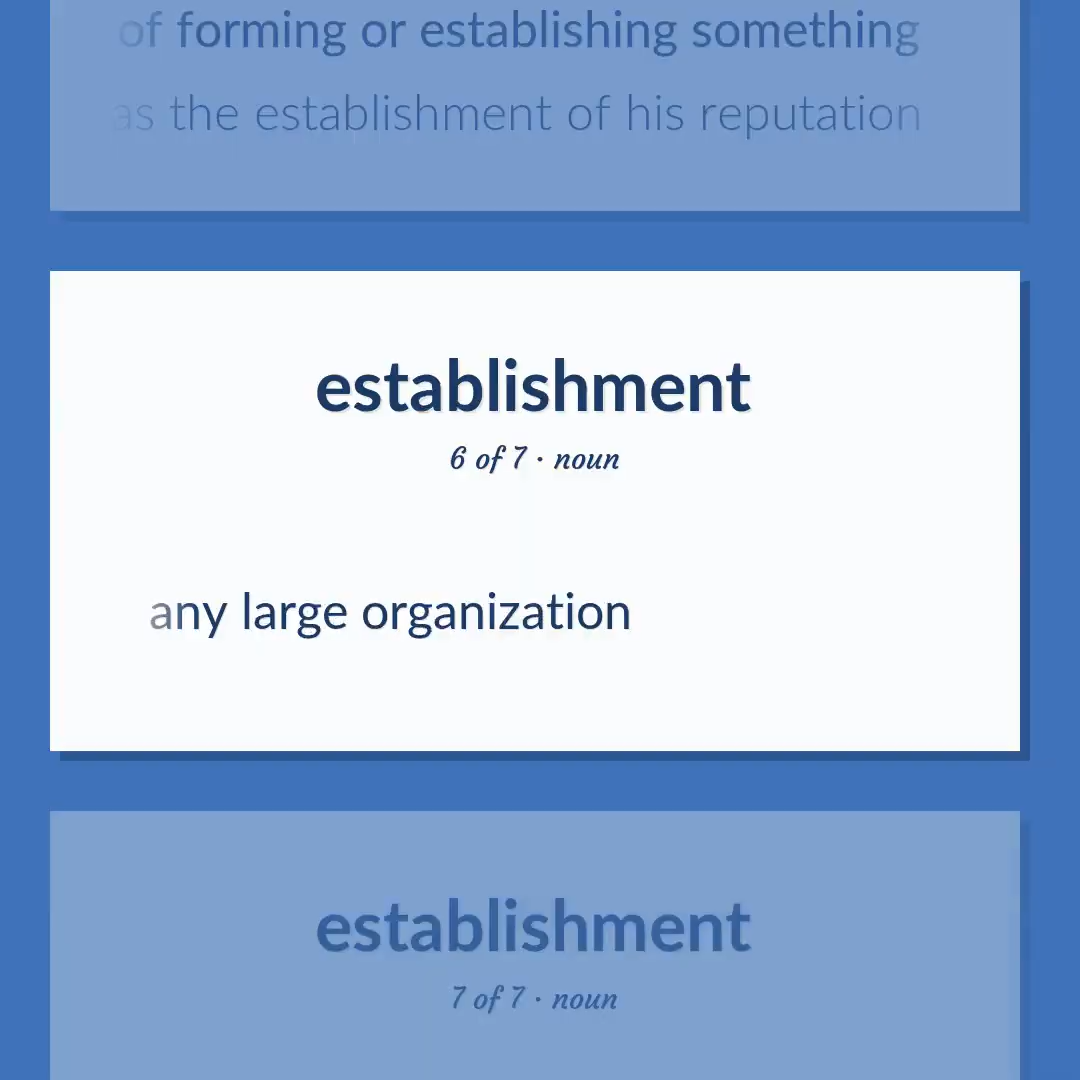 of forming or establishing something
as the establishment of his reputation
establishment
6 of 7 · noun
any large organization
establishment
7 of 7 · noun